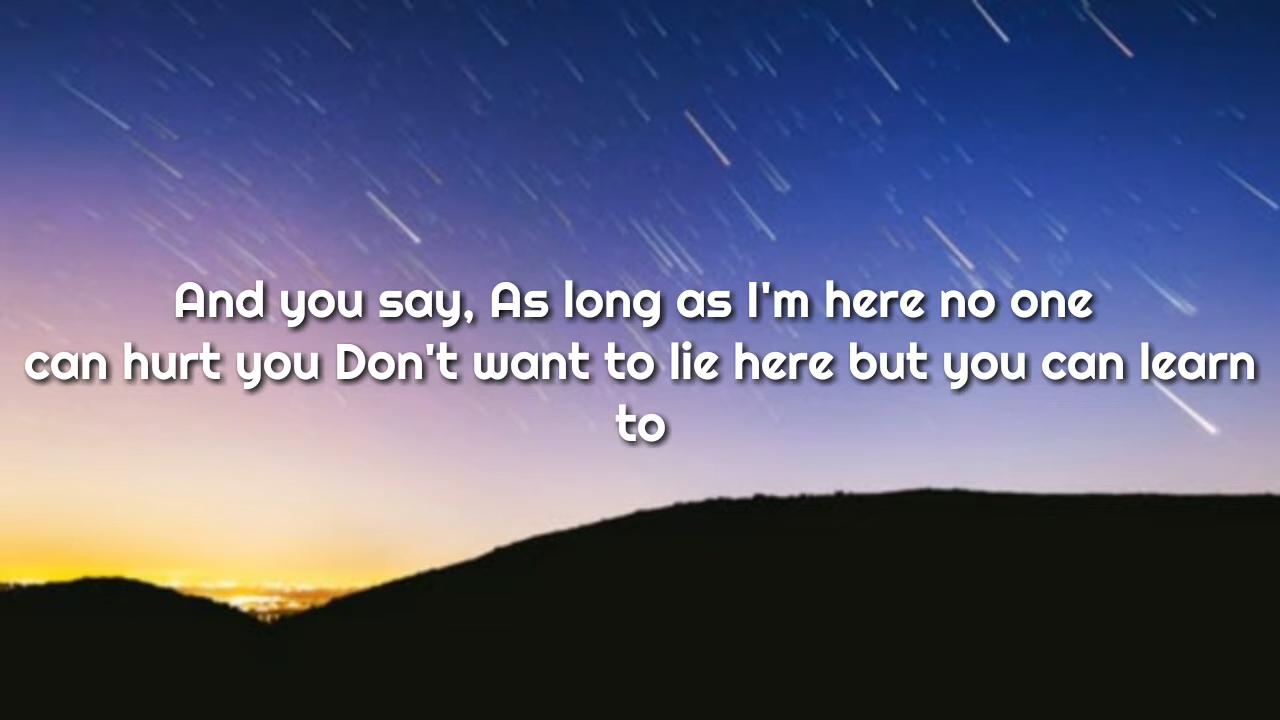 And you say, As long as I'm here no one
can hurt you Don't want to lie here but you can learn
to